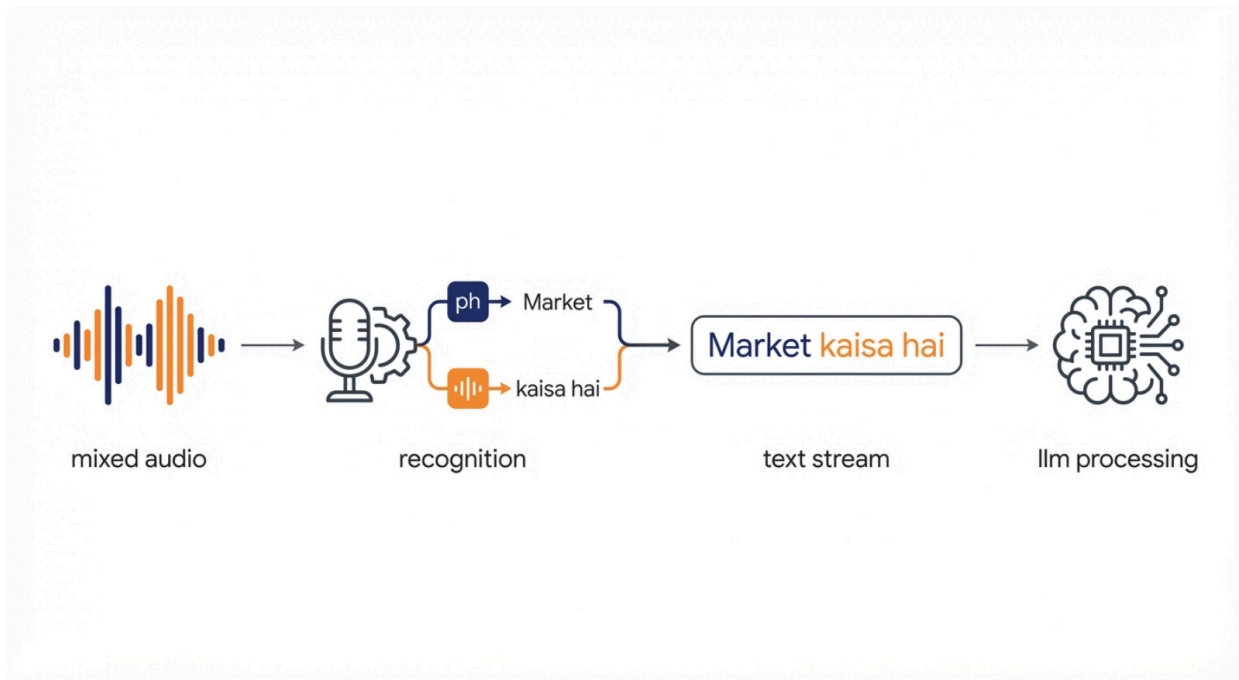 ph
Market
kaisa hai
Market kaisa hai
mixed audio
recognition
text stream
llm processing